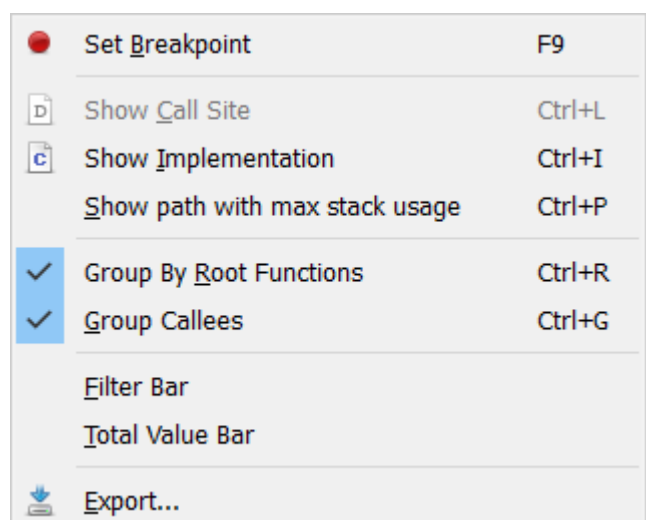 Set Breakpoint F9
D Show Call Site Ctrl+L
C Show Implementation Ctrl+I
Show path with max stack usage Ctrl+P
Group By Root Functions Ctrl+R
Group Callees Ctrl+G
Filter Bar
Total Value Bar
Export...